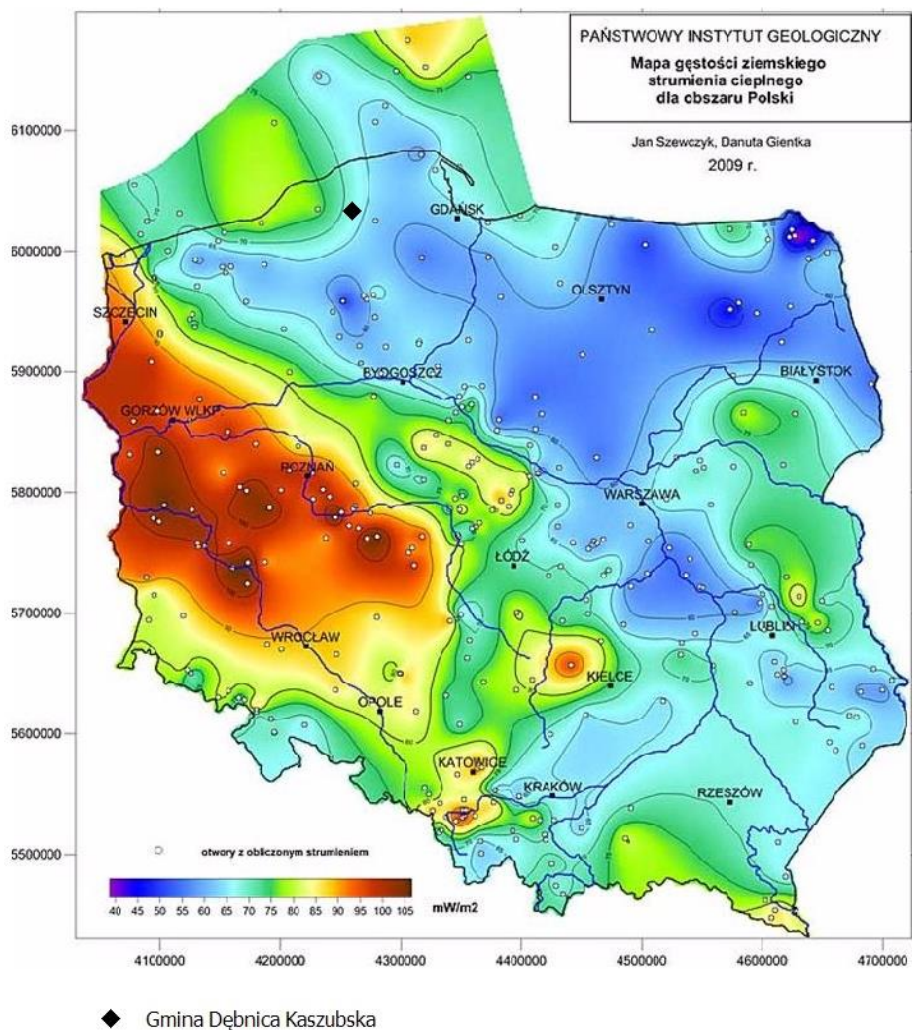 PAŃSTWOWY INSTYTUT GEOLOGICZNY
Mapa gęstości ziemskiego
strumienia cieplnego
dla obszaru Polski
Jan Szewczyk, Danuta Gientka
2009 r.
6100000
6000000
5900000
5800000
5700000
5600000
5500000
GDAŃSK
OLSZTYN
SZCZECIN
BYDGOSZCZ
BIAŁYSTOK
GORZÓW WLKP
POZNAŃ
WARSZAWA
ŁÓDŹ
LUBLIN
WROCŁAW
KIELCE
OPOLE
KATOWICE
KRAKÓW
RZESZÓW
otwory z obliczonym strumieniem
40 45 50 55 60 65 70 75 80 85 90 95 100 105
mW/m2
4100000 4200000 4300000 4400000 4500000 4600000 4700000
Gmina Dębnica Kaszubska